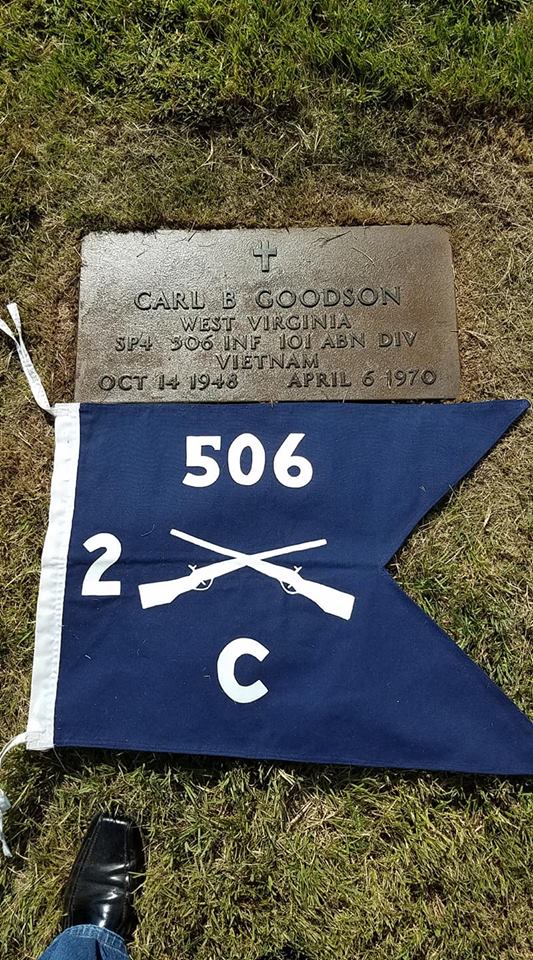 CARL B GOODSON
WEST VIRGINIA
SP4 506 INF 101 ABN DIV
VIETNAM
OCT 14 1948 APRIL 6 1970
506
2
C